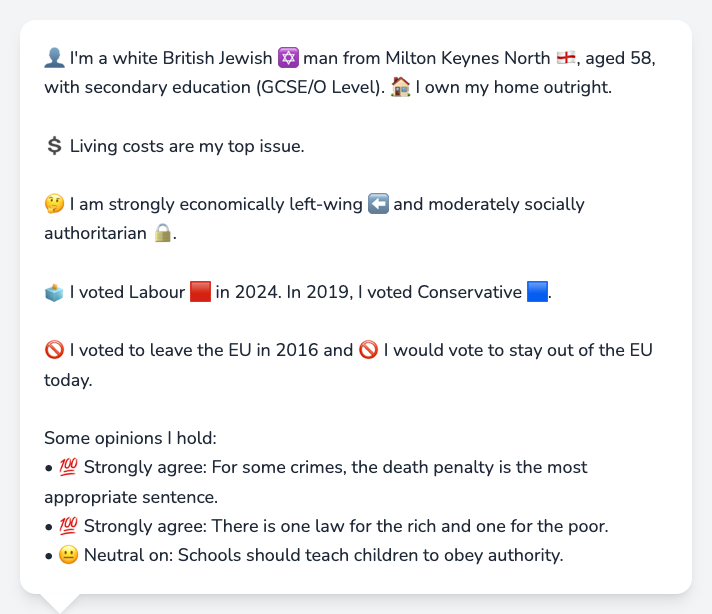 👤 I'm a white British Jewish ✡️ man from Milton Keynes North 🏴󠁧󠁢󠁥󠁮󠁧󠁿, aged 58,
with secondary education (GCSE/O Level). 🏠 I own my home outright.
💲 Living costs are my top issue.
🤔 I am strongly economically left-wing ⬅️ and moderately socially
authoritarian 🔒.
🗳️ I voted Labour 🟥 in 2024. In 2019, I voted Conservative 🟦.
🚫 I voted to leave the EU in 2016 and 🚫 I would vote to stay out of the EU
today.
Some opinions I hold:
• 💯 Strongly agree: For some crimes, the death penalty is the most
appropriate sentence.
• 💯 Strongly agree: There is one law for the rich and one for the poor.
• 😐 Neutral on: Schools should teach children to obey authority.